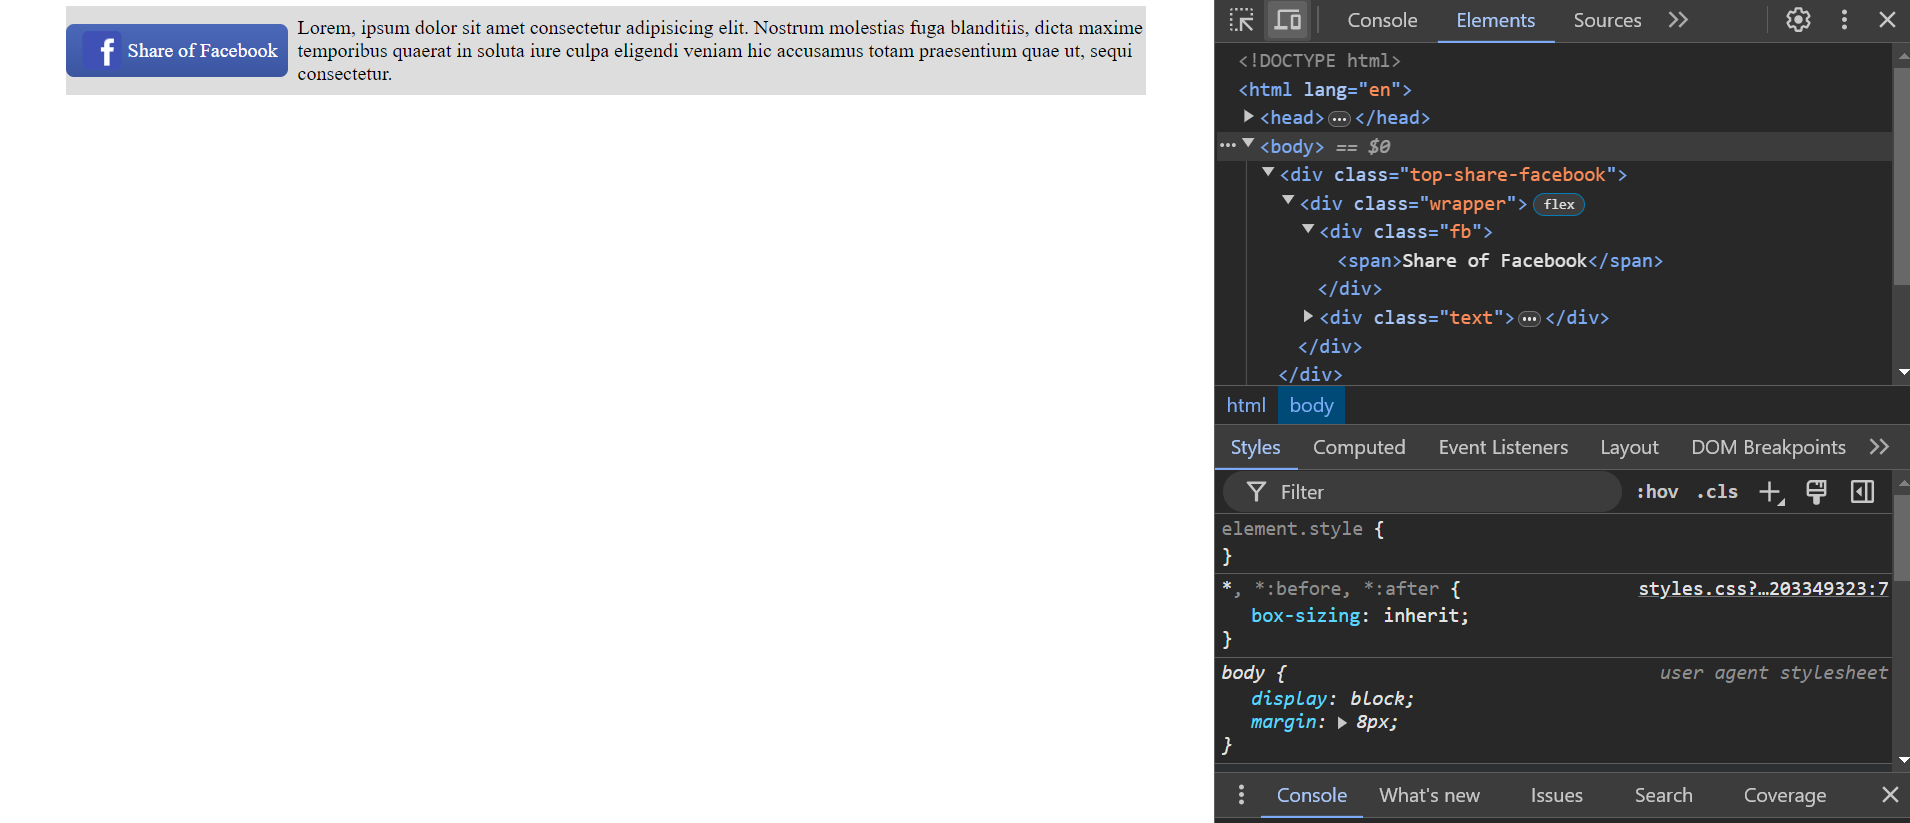 Lorem, ipsum dolor sit amet consectetur adipisicing elit. Nostrum molestias fuga blanditiis, dicta maxime
f Share of Facebook temporibus quaerat in soluta iure culpa eligendi veniam hic accusamus totam praesentium quae ut, sequi
consectetur.
Console Elements Sources
<!DOCTYPE html>
<html lang="en">
<head>…</head>
… <body> == $0
<div class="top-share-facebook">
<div class="wrapper"> flex
<div class="fb">
<span>Share of Facebook</span>
</div>
<div class="text">…</div>
</div>
</div>
html body
Styles Computed Event Listeners Layout DOM Breakpoints
Filter :hov .cls
element.style {
}
*, *:before, *:after { styles.css?…203349323:7
box-sizing: inherit;
}
body { user agent stylesheet
display: block;
margin: 8px;
}
Console What's new Issues Search Coverage